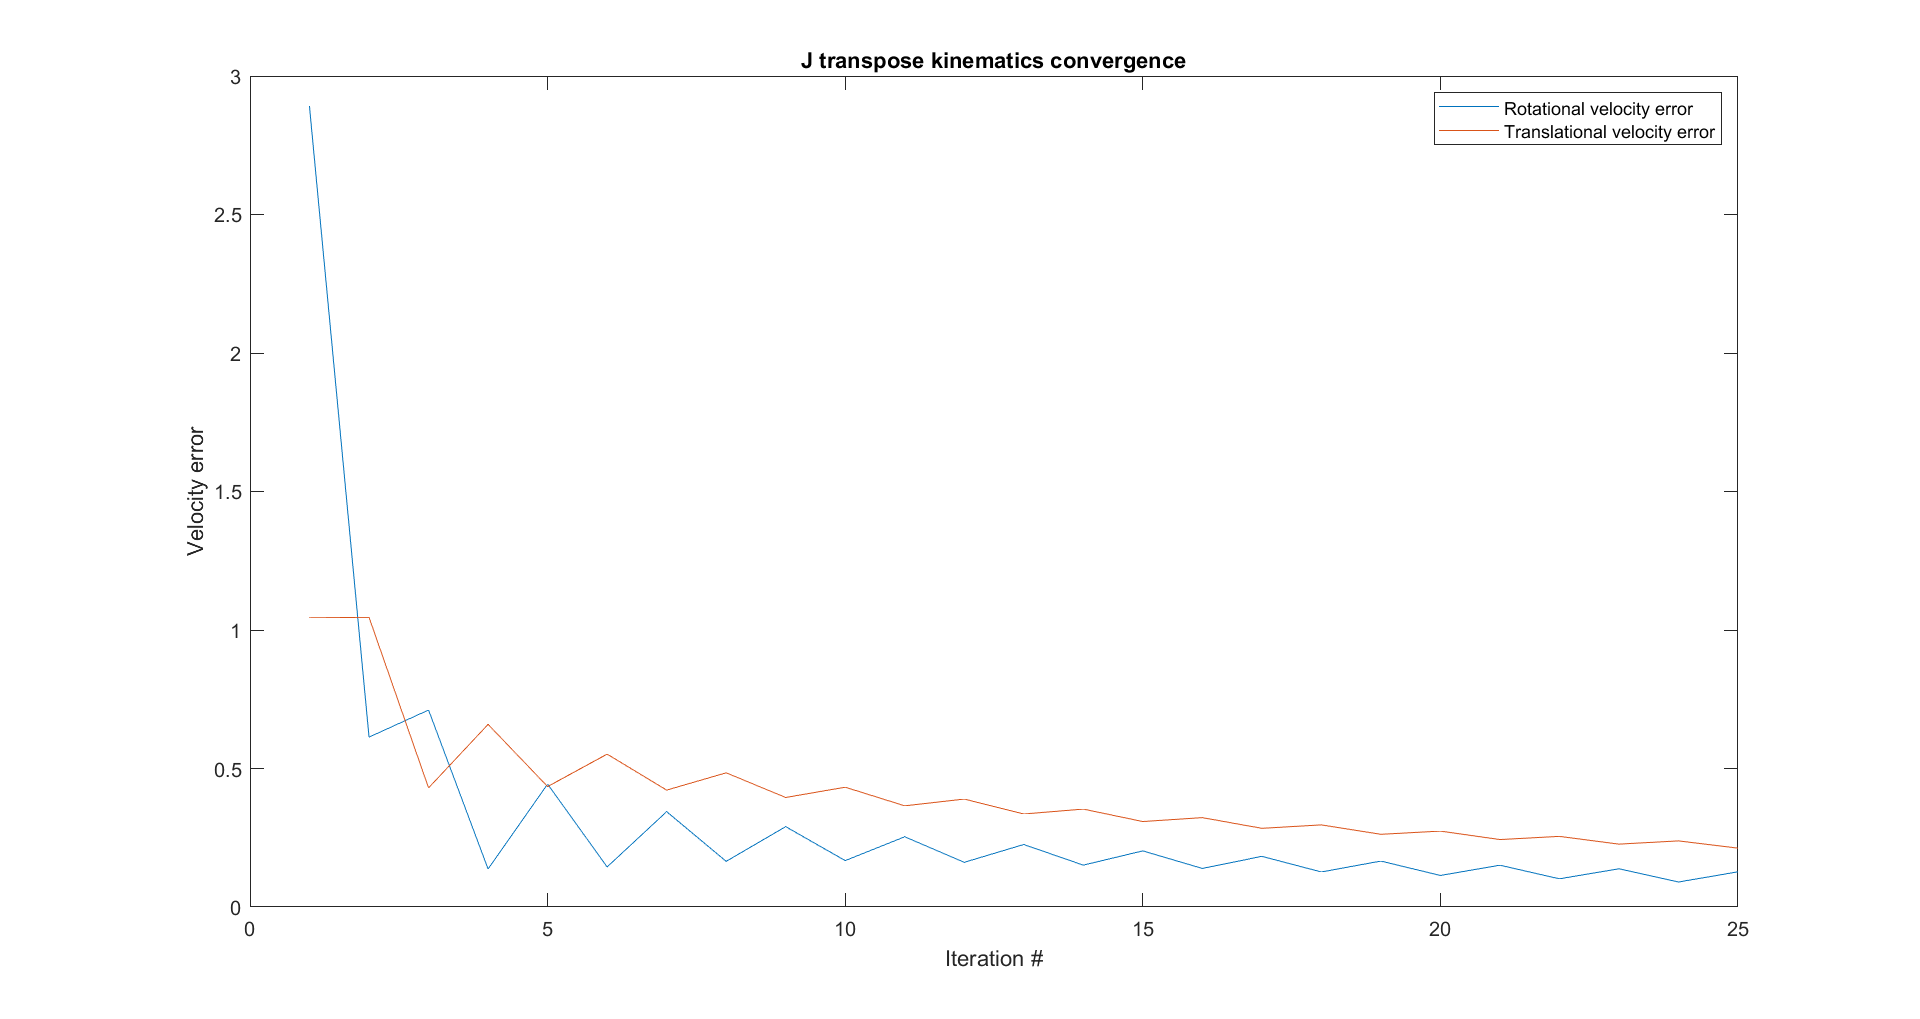 J transpose kinematics convergence
3
2.5
2
1.5
1
0.5
0
Velocity error
Rotational velocity error
Translational velocity error
0 5 10 15 20 25
Iteration #